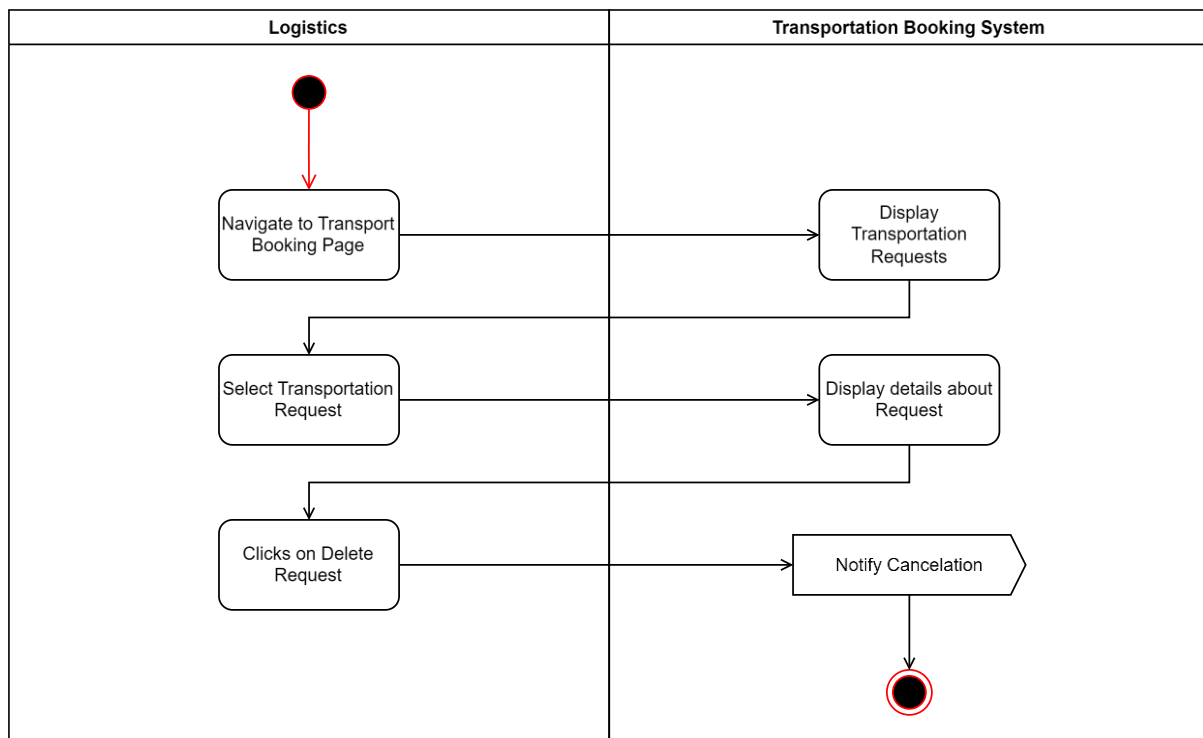 Logistics
Transportation Booking System
Navigate to Transport
Booking Page
Display
Transportation
Requests
Select Transportation
Request
Display details about
Request
Clicks on Delete
Request
Notify Cancelation